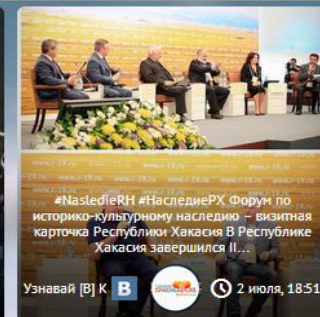 #NasledieRH #НаследиеРХ Форум по
историко-культурному наследию – визитная
карточка Республики Хакасия В Республике
Хакасия завершился II...
Узнавай [В] К
В
2 июля, 18:51